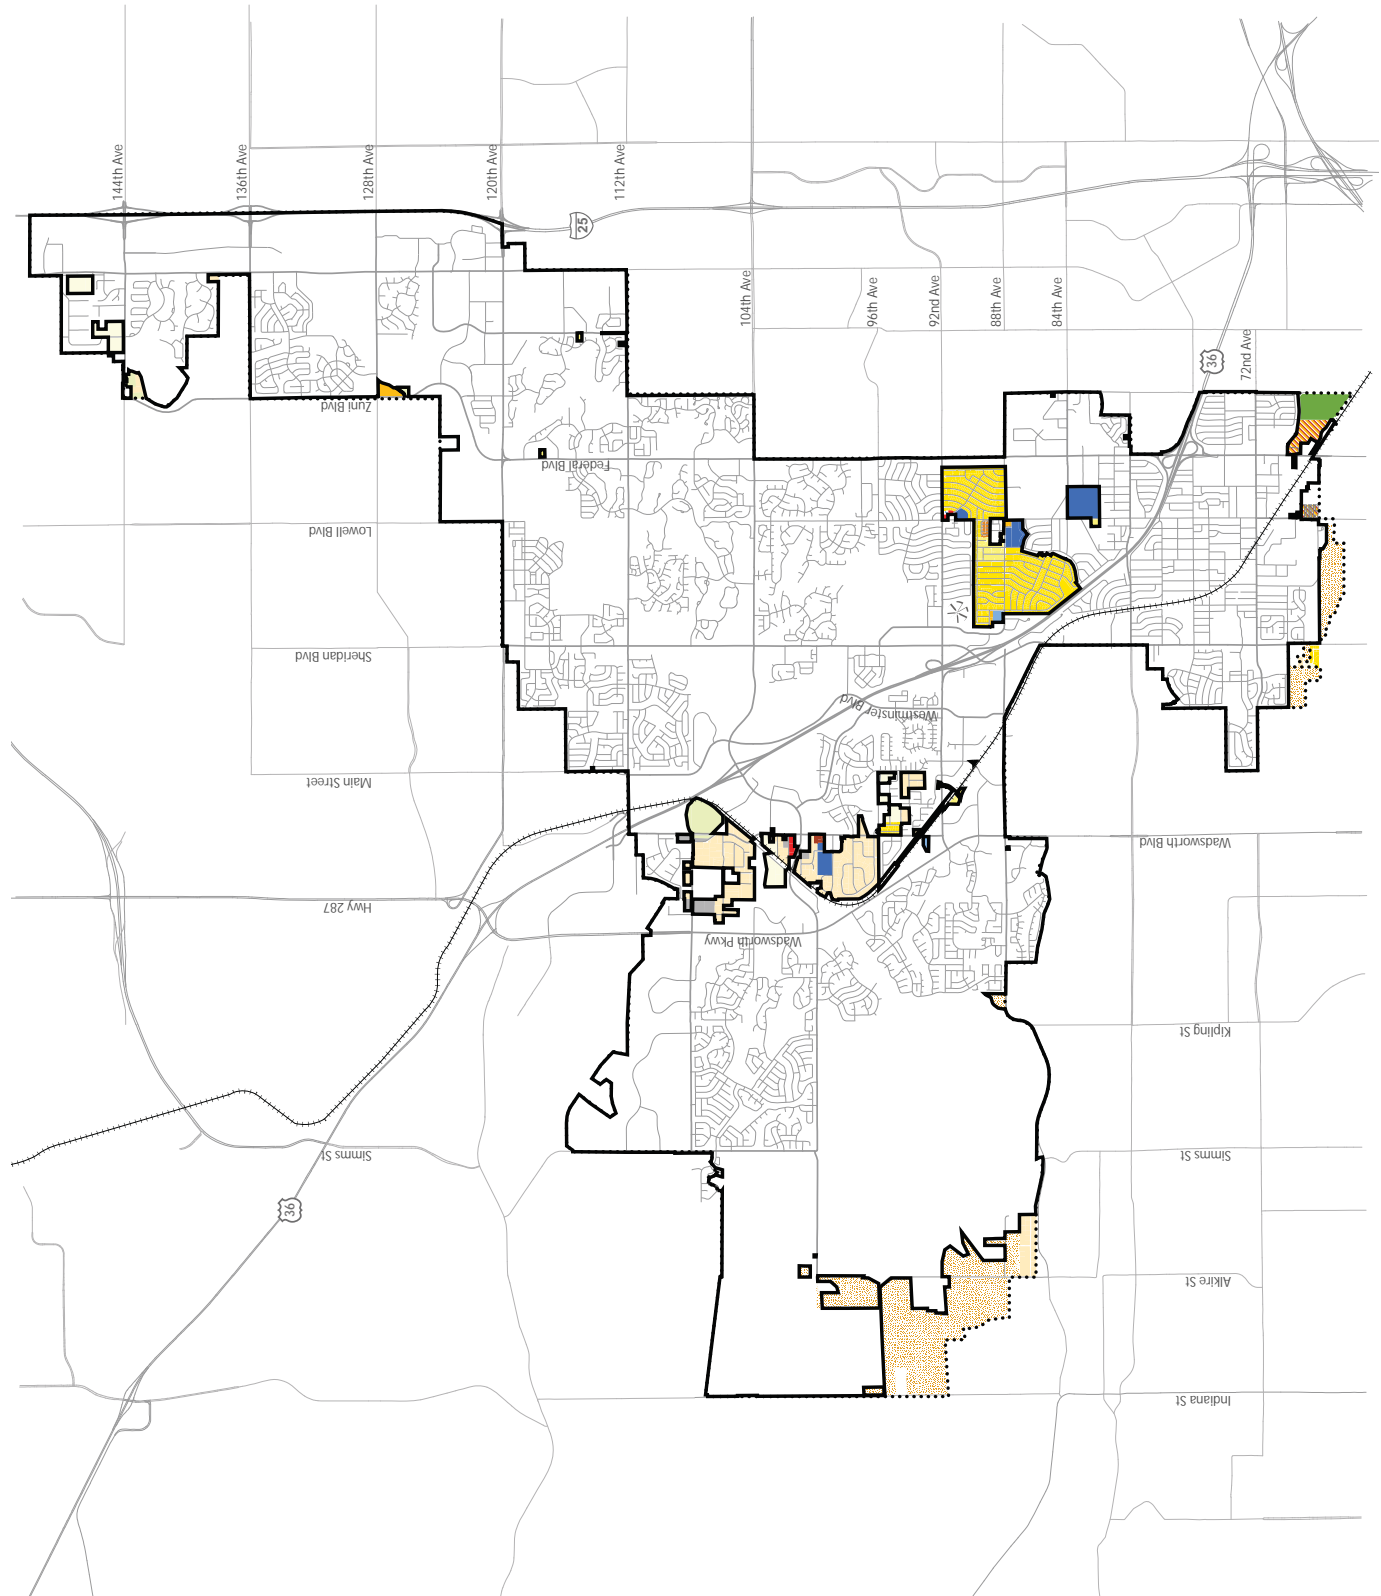 144th Ave
136th Ave
128th Ave
120th Ave
112th Ave
25
104th Ave
96th Ave
92nd Ave
88th Ave
84th Ave
36
72nd Ave
Zuni Blvd
Federal Blvd
Lowell Blvd
Sheridan Blvd
Westminster Blvd
Main Street
Wadsworth Blvd
Hwy 287
Wadsworth Pkwy
Kipling St
Simms St
Simms St
36
Alkire St
Indiana St